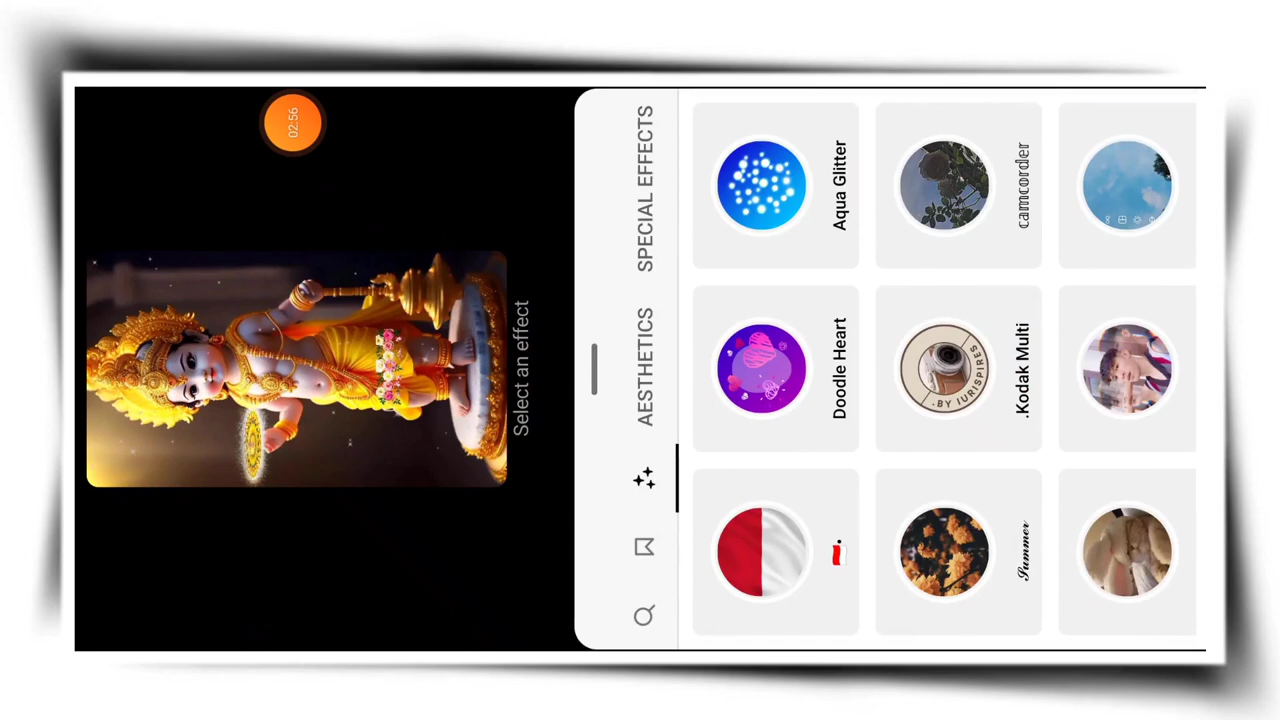 02:56
Select an effect
AESTHETICS
SPECIAL EFFECTS
Doodle Heart
Aqua Glitter
𝒮𝓊𝓂𝓂ℯ𝓇
.Kodak Multi
𝕔𝕒𝕞𝕔𝕠𝕣𝕕𝕖𝕣
.BY IURISPIRES